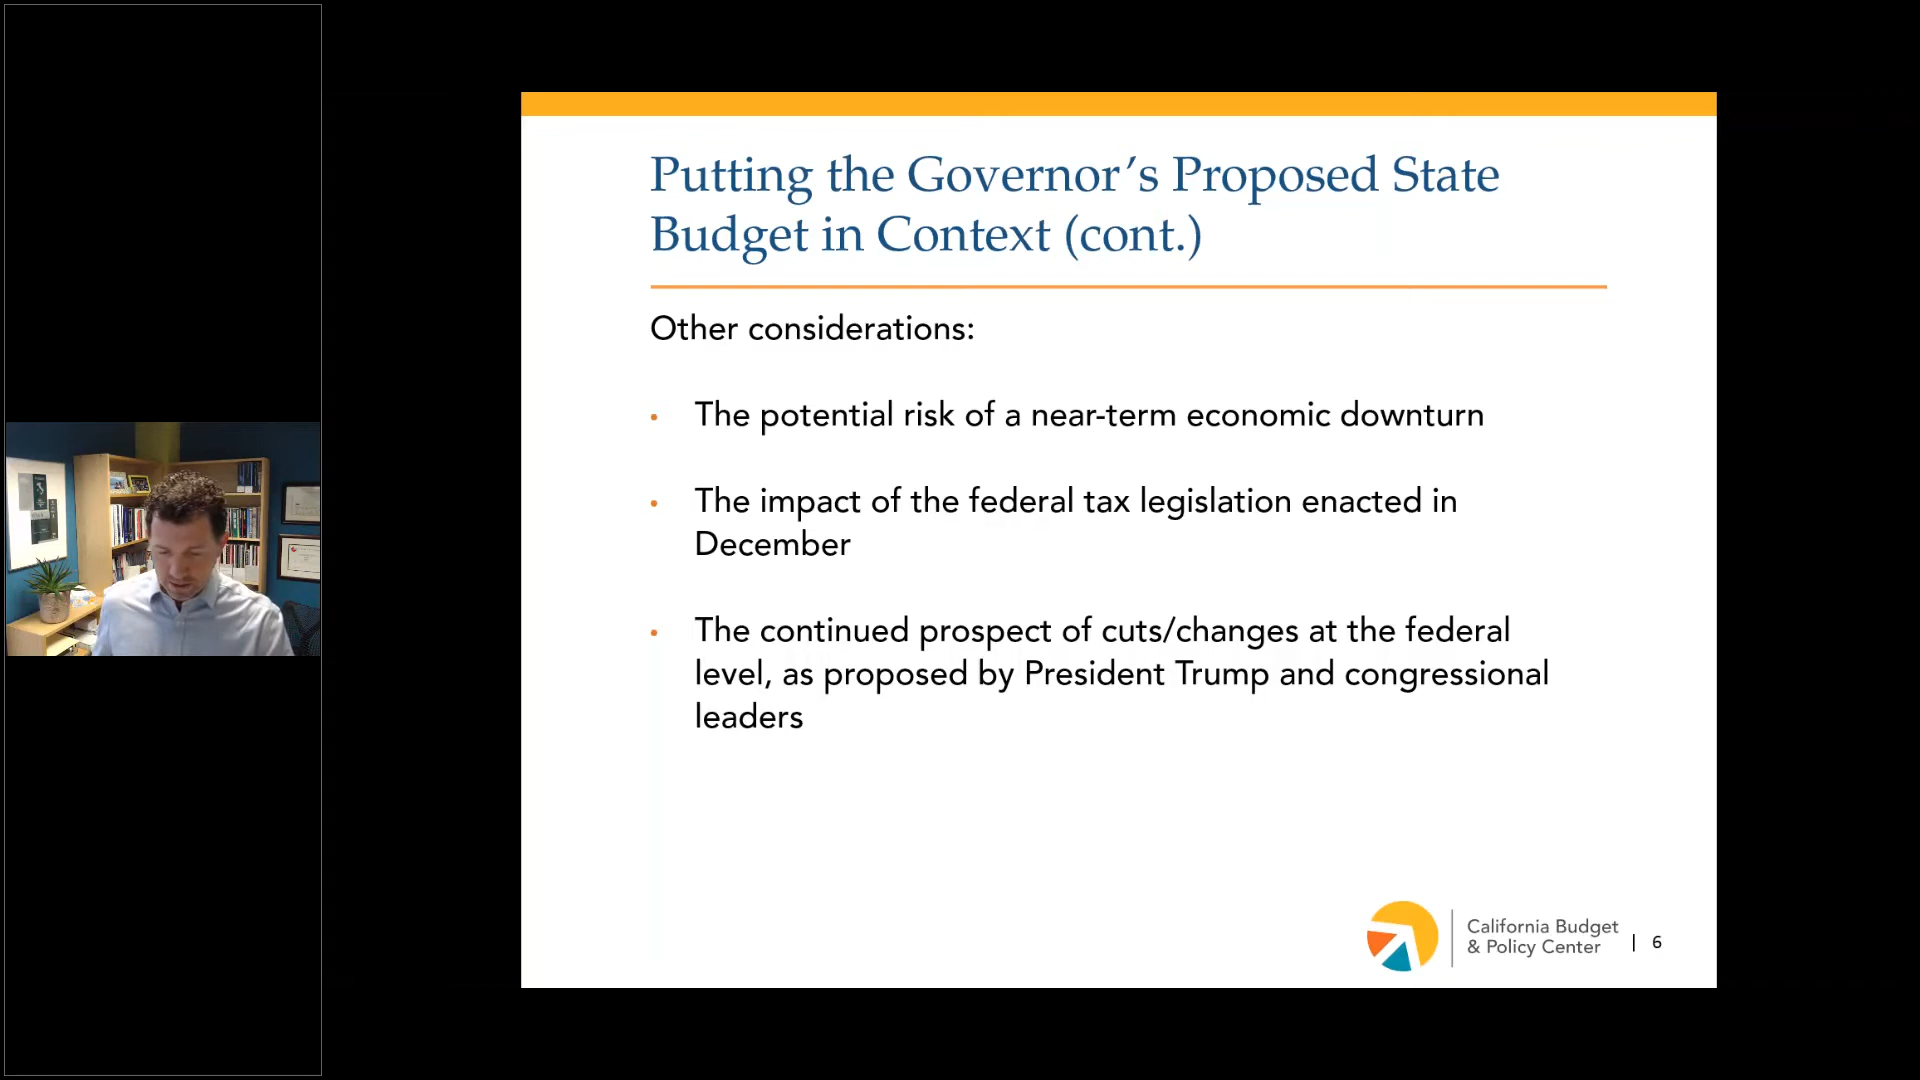 Putting the Governor’s Proposed State
Budget in Context (cont.)
Other considerations:
• The potential risk of a near-term economic downturn
• The impact of the federal tax legislation enacted in
December
• The continued prospect of cuts/changes at the federal
level, as proposed by President Trump and congressional
leaders
California Budget
& Policy Center | 6